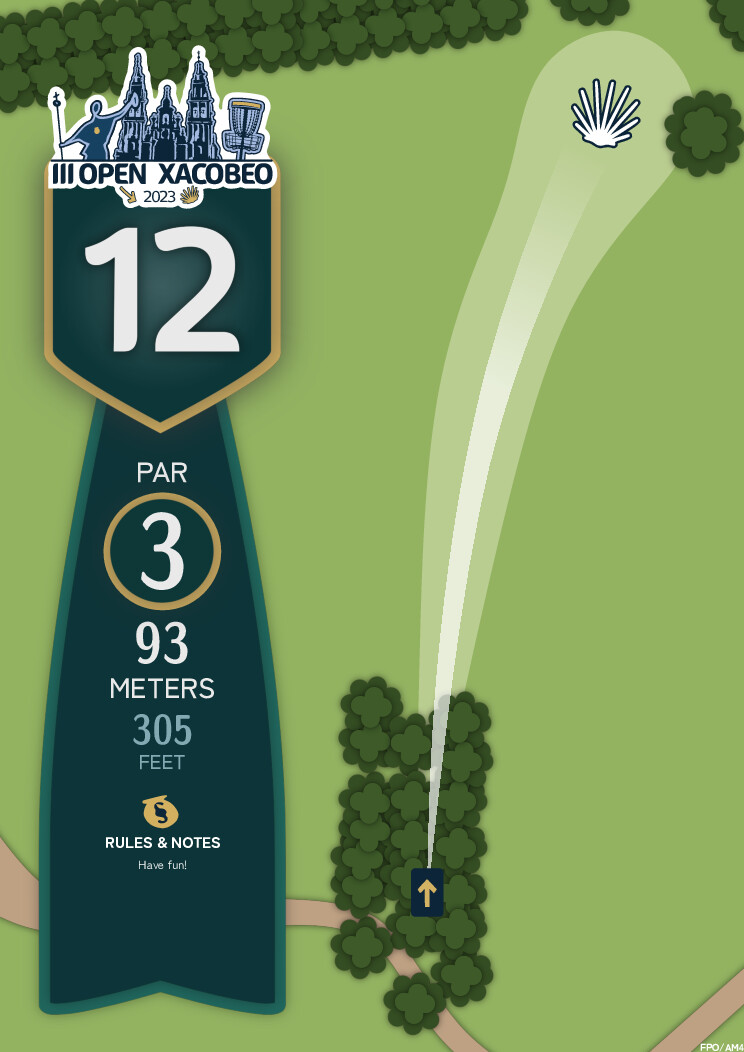 III OPEN XACOBEO
2023
12
PAR
3
93
METERS
305
FEET
RULES & NOTES
Have fun!
FPO/AM4